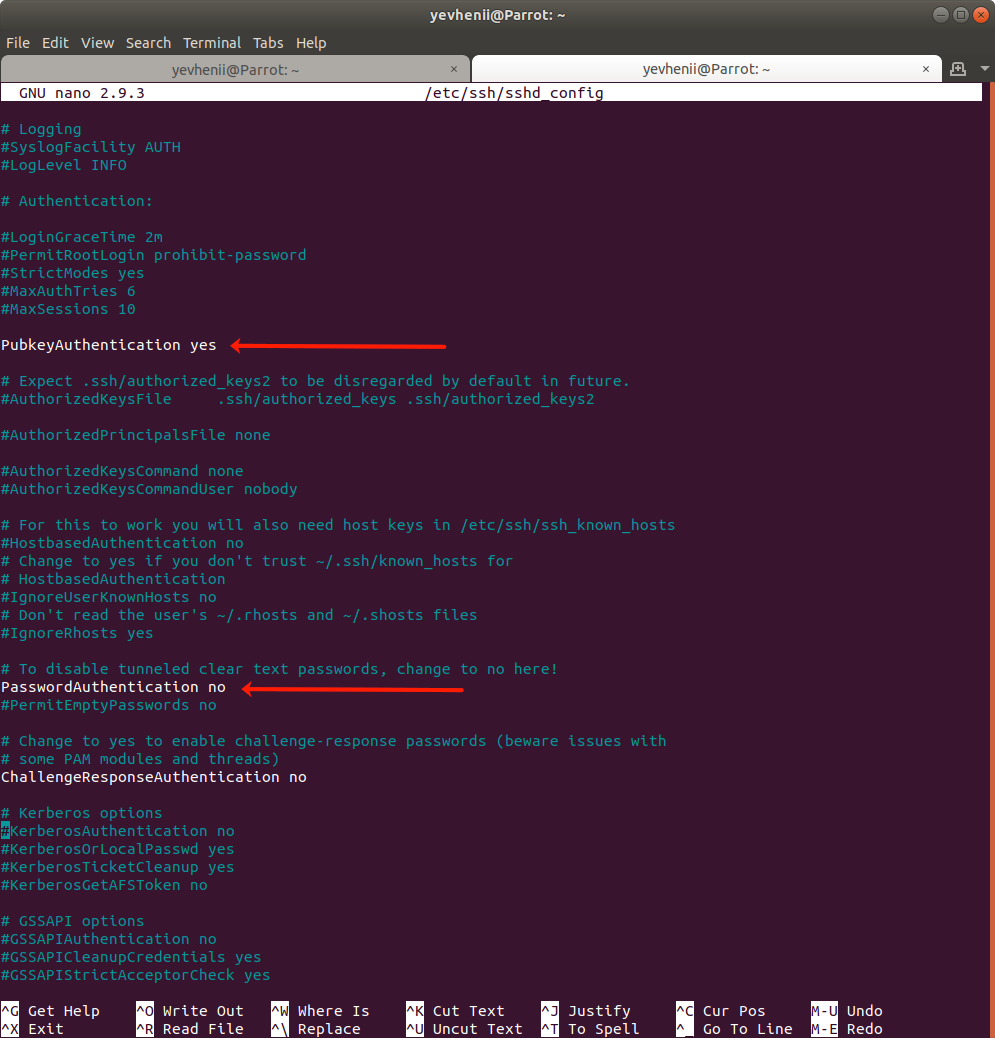 yevhenii@Parrot: ~
File Edit View Search Terminal Tabs Help
yevhenii@Parrot: ~ × yevhenii@Parrot: ~ ×
GNU nano 2.9.3 /etc/ssh/sshd_config
# Logging
#SyslogFacility AUTH
#LogLevel INFO
# Authentication:
#LoginGraceTime 2m
#PermitRootLogin prohibit-password
#StrictModes yes
#MaxAuthTries 6
#MaxSessions 10
PubkeyAuthentication yes
# Expect .ssh/authorized_keys2 to be disregarded by default in future.
#AuthorizedKeysFile .ssh/authorized_keys .ssh/authorized_keys2
#AuthorizedPrincipalsFile none
#AuthorizedKeysCommand none
#AuthorizedKeysCommandUser nobody
# For this to work you will also need host keys in /etc/ssh/ssh_known_hosts
#HostbasedAuthentication no
# Change to yes if you don't trust ~/.ssh/known_hosts for
# HostbasedAuthentication
#IgnoreUserKnownHosts no
# Don't read the user's ~/.rhosts and ~/.shosts files
#IgnoreRhosts yes
# To disable tunneled clear text passwords, change to no here!
PasswordAuthentication no
#PermitEmptyPasswords no
# Change to yes to enable challenge-response passwords (beware issues with
# some PAM modules and threads)
ChallengeResponseAuthentication no
# Kerberos options
#KerberosAuthentication no
#KerberosOrLocalPasswd yes
#KerberosTicketCleanup yes
#KerberosGetAFSToken no
# GSSAPI options
#GSSAPIAuthentication no
#GSSAPICleanupCredentials yes
#GSSAPIStrictAcceptorCheck yes
^G Get Help ^O Write Out ^W Where Is ^K Cut Text ^J Justify ^C Cur Pos M-U Undo
^X Exit ^R Read File ^\ Replace ^U Uncut Text ^T To Spell ^_ Go To Line M-E Redo